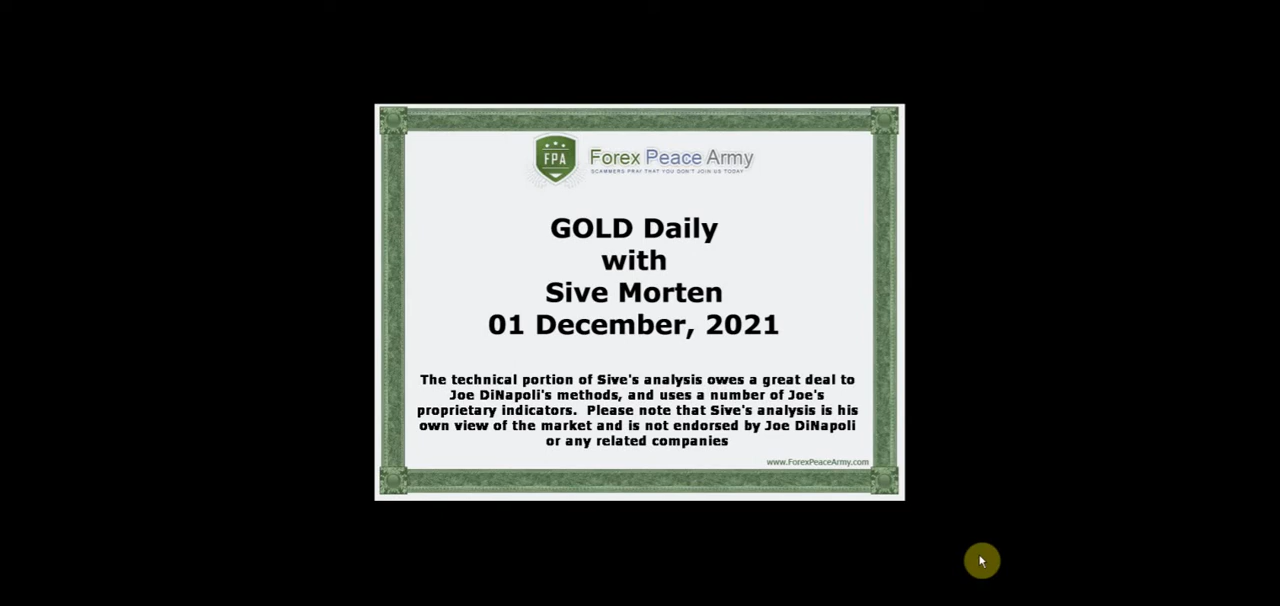 FPA
Forex Peace Army
SCAMMERS PRAY THAT YOU DON'T JOIN US TODAY
GOLD Daily
with
Sive Morten
01 December, 2021
The technical portion of Sive's analysis owes a great deal to
Joe DiNapoli's methods, and uses a number of Joe's
proprietary indicators.  Please note that Sive's analysis is his
own view of the market and is not endorsed by Joe DiNapoli
or any related companies
www.ForexPeaceArmy.com